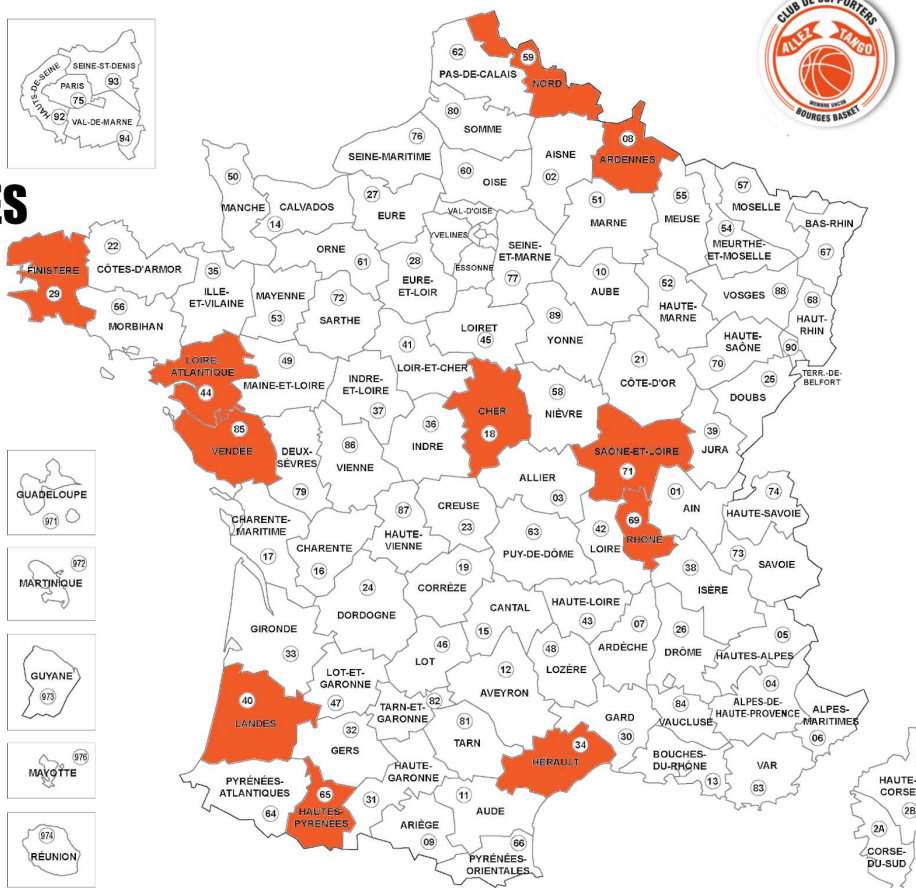 CLUB DE SUPPORTERS
ALLEZ TANGO
MEMBRE UNCSB
BOURGES BASKET
HAUTS-DE-SEINE
SEINE-ST-DENIS
93
PARIS
75
92
VAL-DE-MARNE
94
ES
62
PAS-DE-CALAIS
59
NORD
80
SOMME
76
SEINE-MARITIME
60
OISE
AISNE
02
08
ARDENNES
50
MANCHE
CALVADOS
14
27
EURE
VAL-D'OISE
YVELINES
ESSONNE
SEINE-
ET-MARNE
77
51
MARNE
55
MEUSE
57
MOSELLE
54
MEURTHE-
ET-MOSELLE
BAS-RHIN
67
FINISTERE
29
22
CÔTES-D'ARMOR
56
MORBIHAN
35
ILLE-
ET-VILAINE
ORNE
61
MAYENNE
53
72
SARTHE
28
EURE-
ET-LOIR
10
AUBE
52
HAUTE-
MARNE
VOSGES
88
68
HAUT-
RHIN
LOIRET
45
89
YONNE
41
LOIR-ET-CHER
21
CÔTE-D'OR
HAUTE-
SAÔNE
70
90
TERR.-DE-
BELFORT
25
DOUBS
LOIRE-
ATLANTIQUE
44
49
MAINE-ET-LOIRE
INDRE-
ET-LOIRE
37
CHER
18
58
NIÈVRE
36
INDRE
85
VENDEE
DEUX-
SÈVRES
79
86
VIENNE
SAÔNE-ET-LOIRE
71
39
JURA
ALLIER
03
01
AIN
74
HAUTE-SAVOIE
GUADELOUPE
971
CHARENTE-
MARITIME
17
CHARENTE
16
87
HAUTE-
VIENNE
CREUSE
23
63
PUY-DE-DÔME
42
LOIRE
69
RHÔNE
73
SAVOIE
38
ISÈRE
MARTINIQUE
972
24
DORDOGNE
19
CORRÈZE
CANTAL
15
HAUTE-LOIRE
43
07
ARDÈCHE
26
DRÔME
05
HAUTES-ALPES
GUYANE
973
GIRONDE
33
LOT-ET-
GARONNE
47
46
LOT
12
AVEYRON
48
LOZÈRE
04
ALPES-DE-
HAUTE-PROVENCE
ALPES-
MARITIMES
06
40
LANDES
TARN-ET-
GARONNE
82
81
TARN
GARD
30
84
VAUCLUSE
32
GERS
34
HERAULT
BOUCHES-
DU-RHÔNE
13
VAR
83
MAYOTTE
976
PYRÉNÉES-
ATLANTIQUES
64
65
HAUTES-
PYRENEES
HAUTE-
GARONNE
31
11
AUDE
ARIÈGE
09
PYRÉNÉES-
ORIENTALES
66
974
RÉUNION
HAUTE-
CORSE
2B
2A
CORSE-
DU-SUD